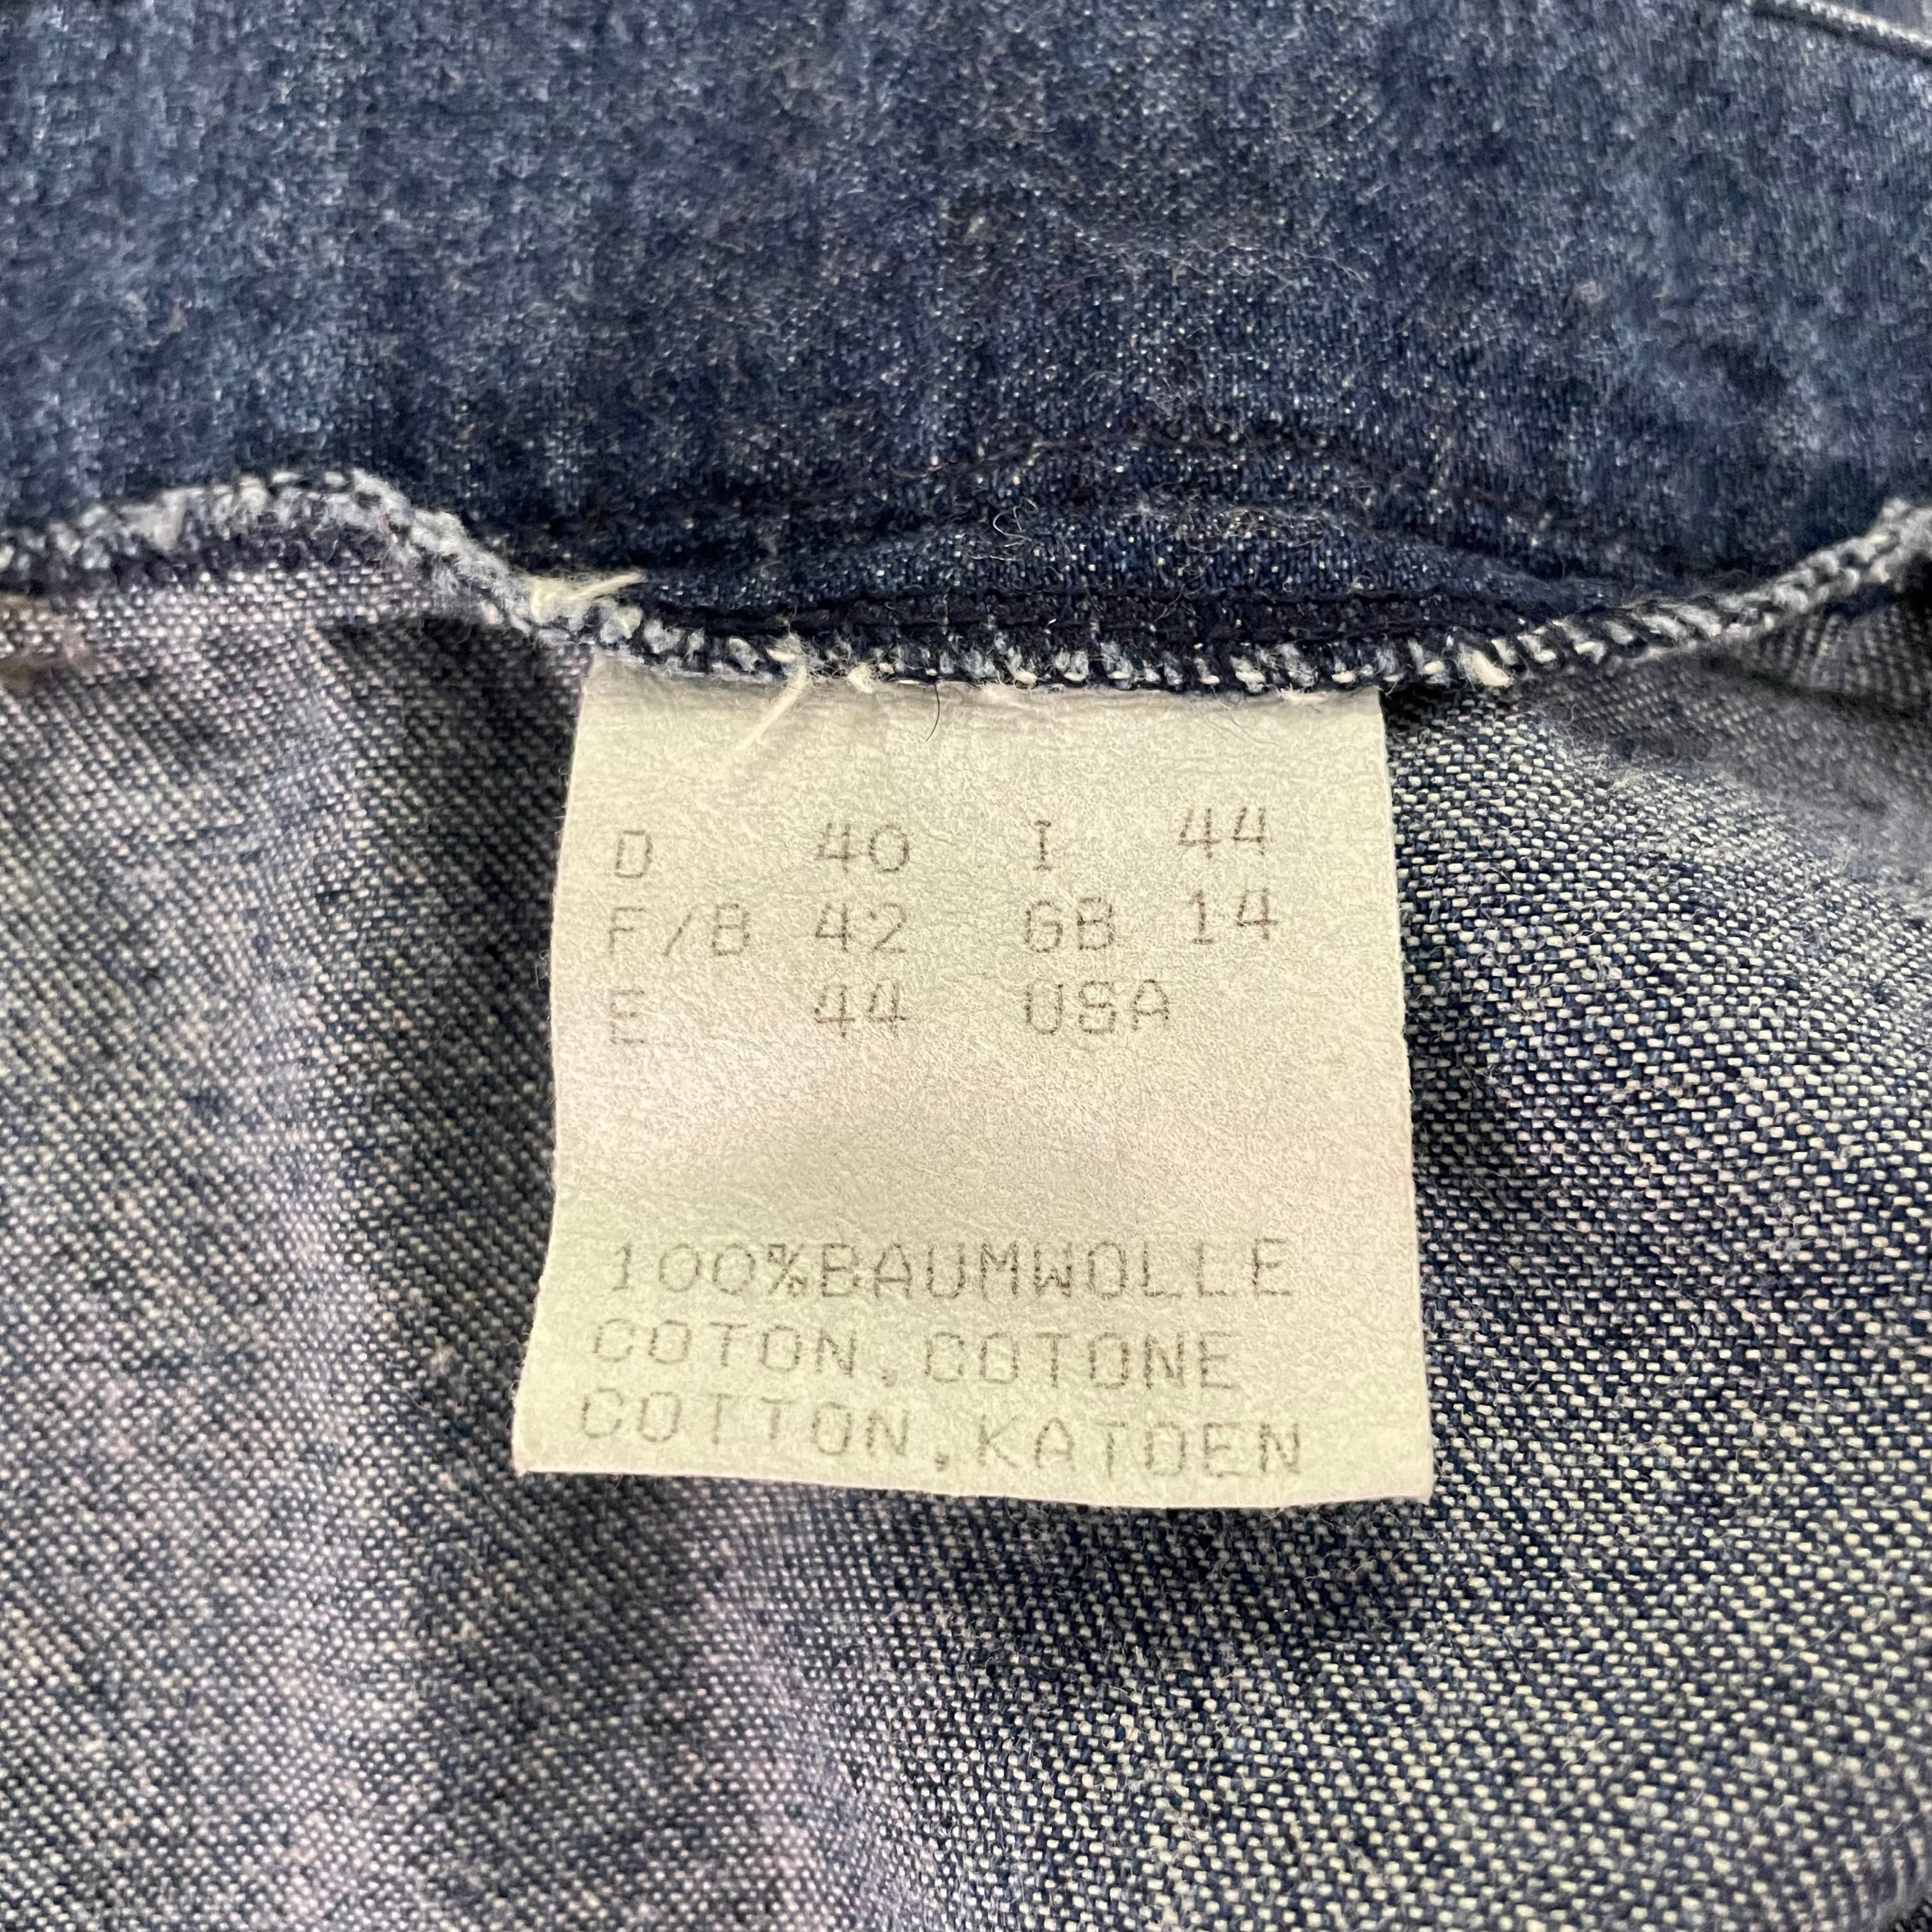 D 40 I 44
F/B 42 GB 14
E 44 USA
100%BAUMWOLLE
COTON,COTONE
COTTON,KATOEN